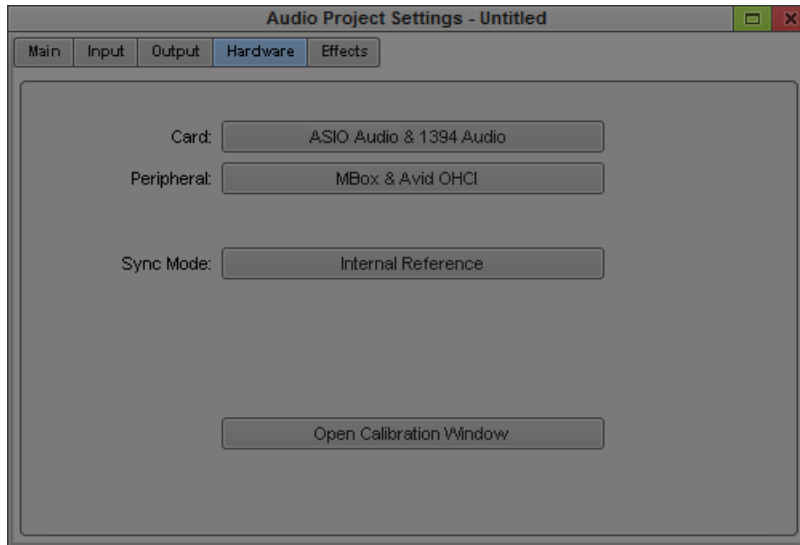 Audio Project Settings - Untitled
Main Input Output Hardware Effects
Card: ASIO Audio & 1394 Audio
Peripheral: MBox & Avid OHCI
Sync Mode: Internal Reference
Open Calibration Window